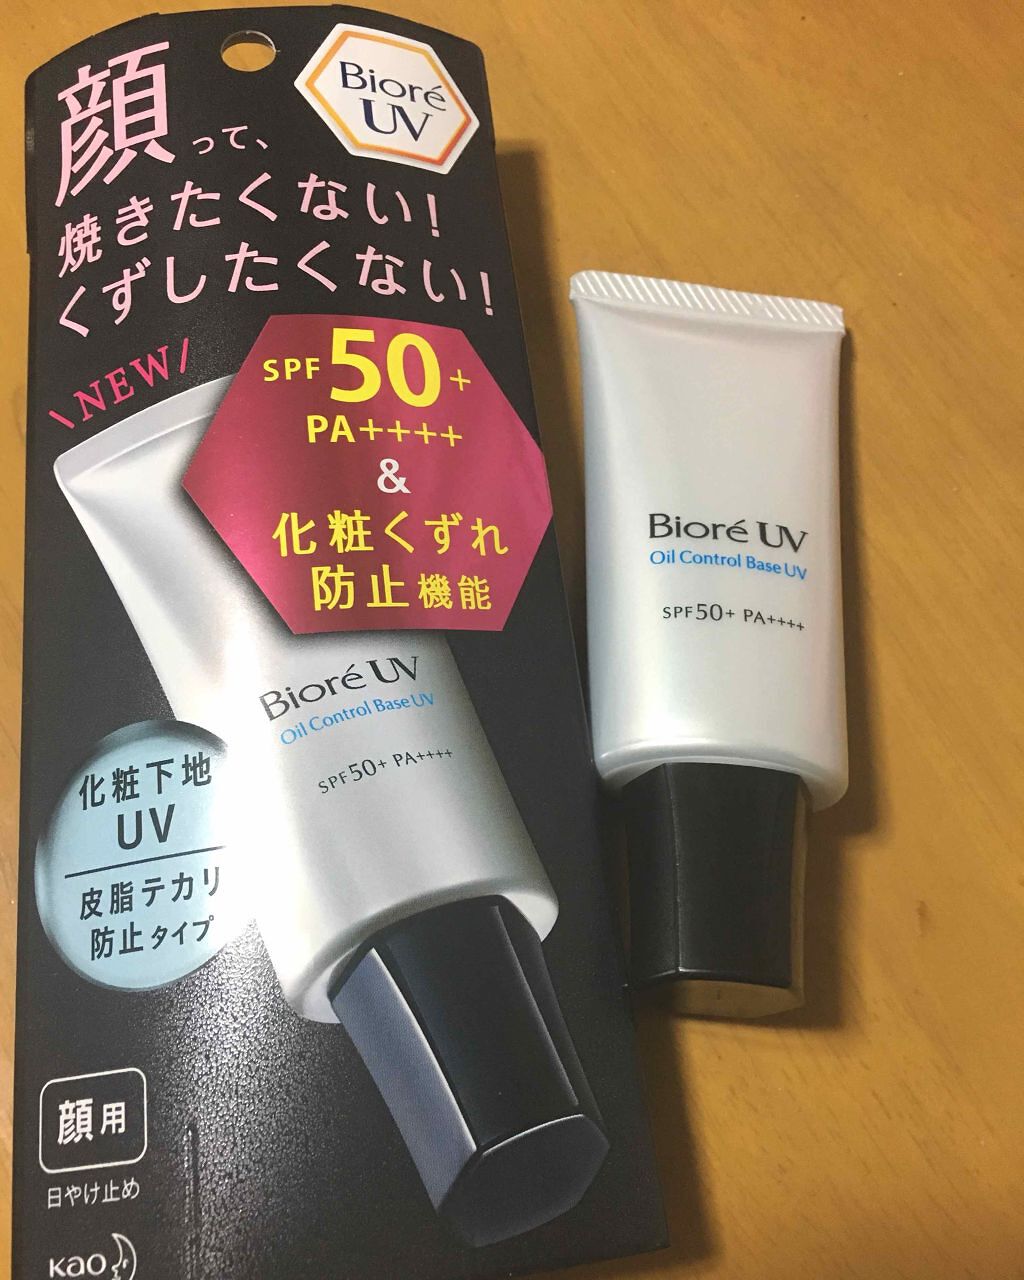 Bioré
UV
顔って、
焼きたくない!
くずしたくない!
\NEW/
SPF50+
PA++++
&
化粧くずれ
防止機能
Bioré UV
Oil Control Base UV
SPF50+ PA++++
化粧下地
UV
皮脂テカリ
防止タイプ
顔用
日やけ止め
Kao
Bioré UV
Oil Control Base UV
SPF50+ PA++++